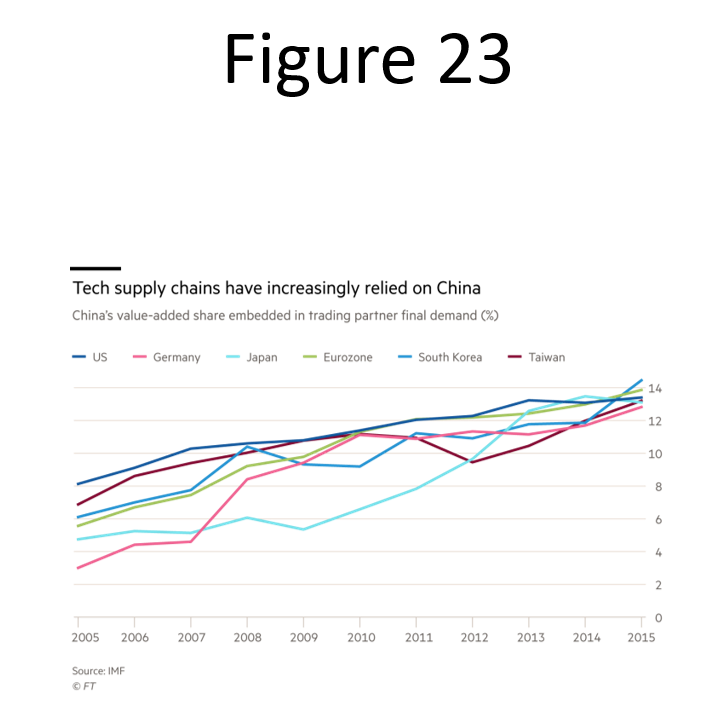 Figure 23
Tech supply chains have increasingly relied on China
China's value-added share embedded in trading partner final demand (%)
US Germany Japan Eurozone South Korea Taiwan
14
12
10
8
6
4
2
0
2005 2006 2007 2008 2009 2010 2011 2012 2013 2014 2015
Source: IMF
© FT